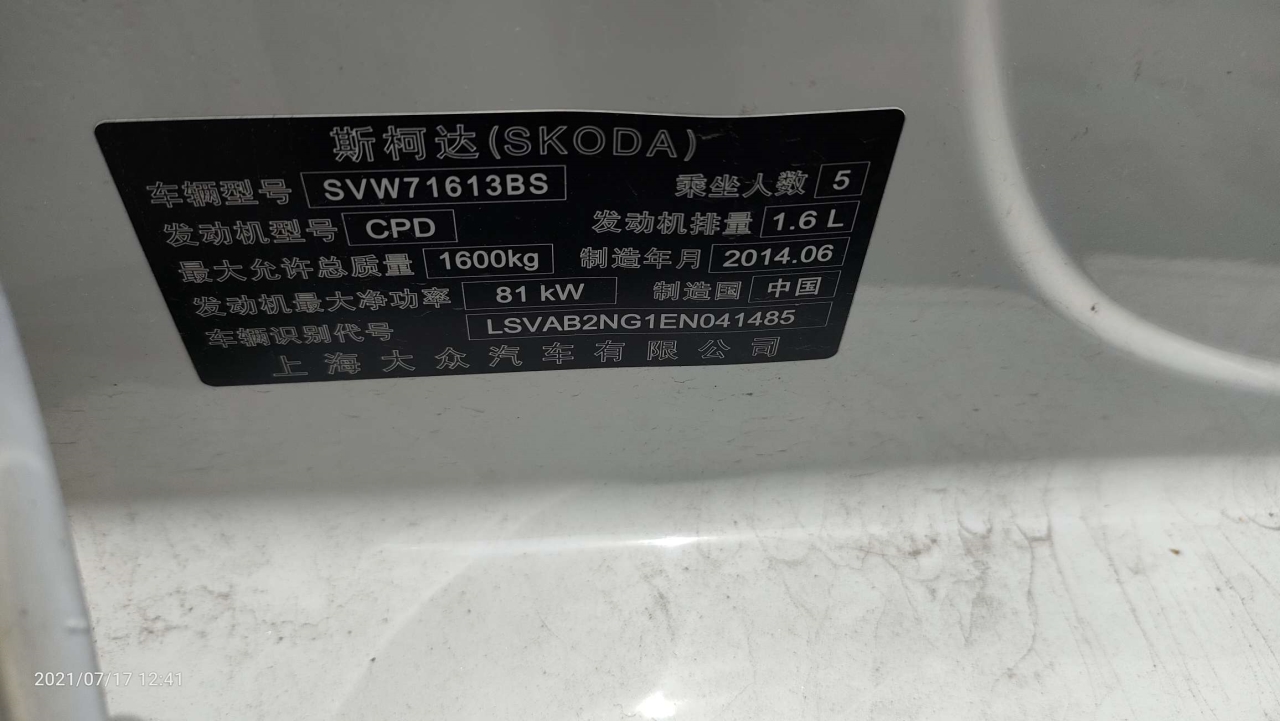 斯柯达(SKODA)
车辆型号 SVW71613BS 乘坐人数 5
发动机型号 CPD 发动机排量 1.6 L
最大允许总质量 1600kg 制造年月 2014.06
发动机最大净功率 81 kW 制造国 中国
车辆识别代号 LSVAB2NG1EN041485
上海大众汽车有限公司
2021/07/17 12:41